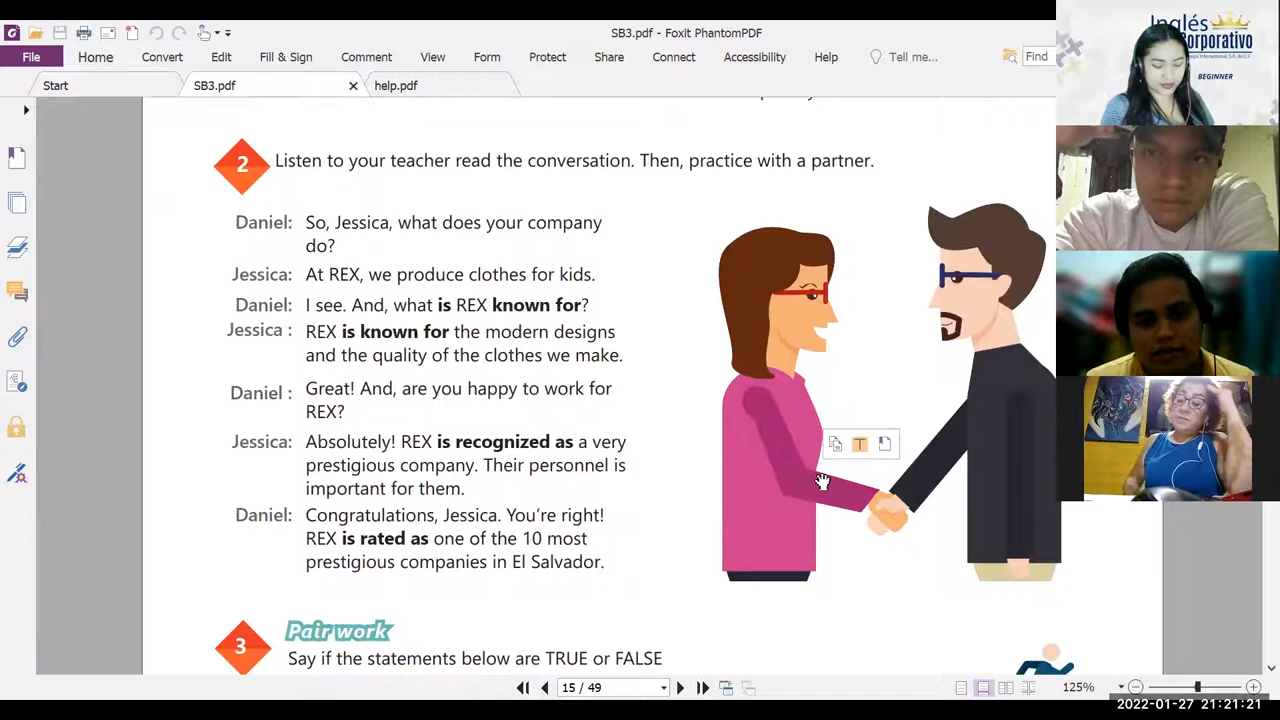 SB3.pdf - Foxit PhantomPDF
File Home Convert Edit Fill & Sign Comment View Form Protect Share Connect Accessibility Help Tell me... Find
Start SB3.pdf help.pdf
Inglés
Corporativo
BEGINNER
2 Listen to your teacher read the conversation. Then, practice with a partner.
Daniel: So, Jessica, what does your company
do?
Jessica: At REX, we produce clothes for kids.
Daniel: I see. And, what is REX known for?
Jessica : REX is known for the modern designs
and the quality of the clothes we make.
Daniel : Great! And, are you happy to work for
REX?
Jessica: Absolutely! REX is recognized as a very
prestigious company. Their personnel is
important for them.
Daniel: Congratulations, Jessica. You’re right!
REX is rated as one of the 10 most
prestigious companies in El Salvador.
3 Pair work
Say if the statements below are TRUE or FALSE
15 / 49
125%
2022-01-27 21:21:21